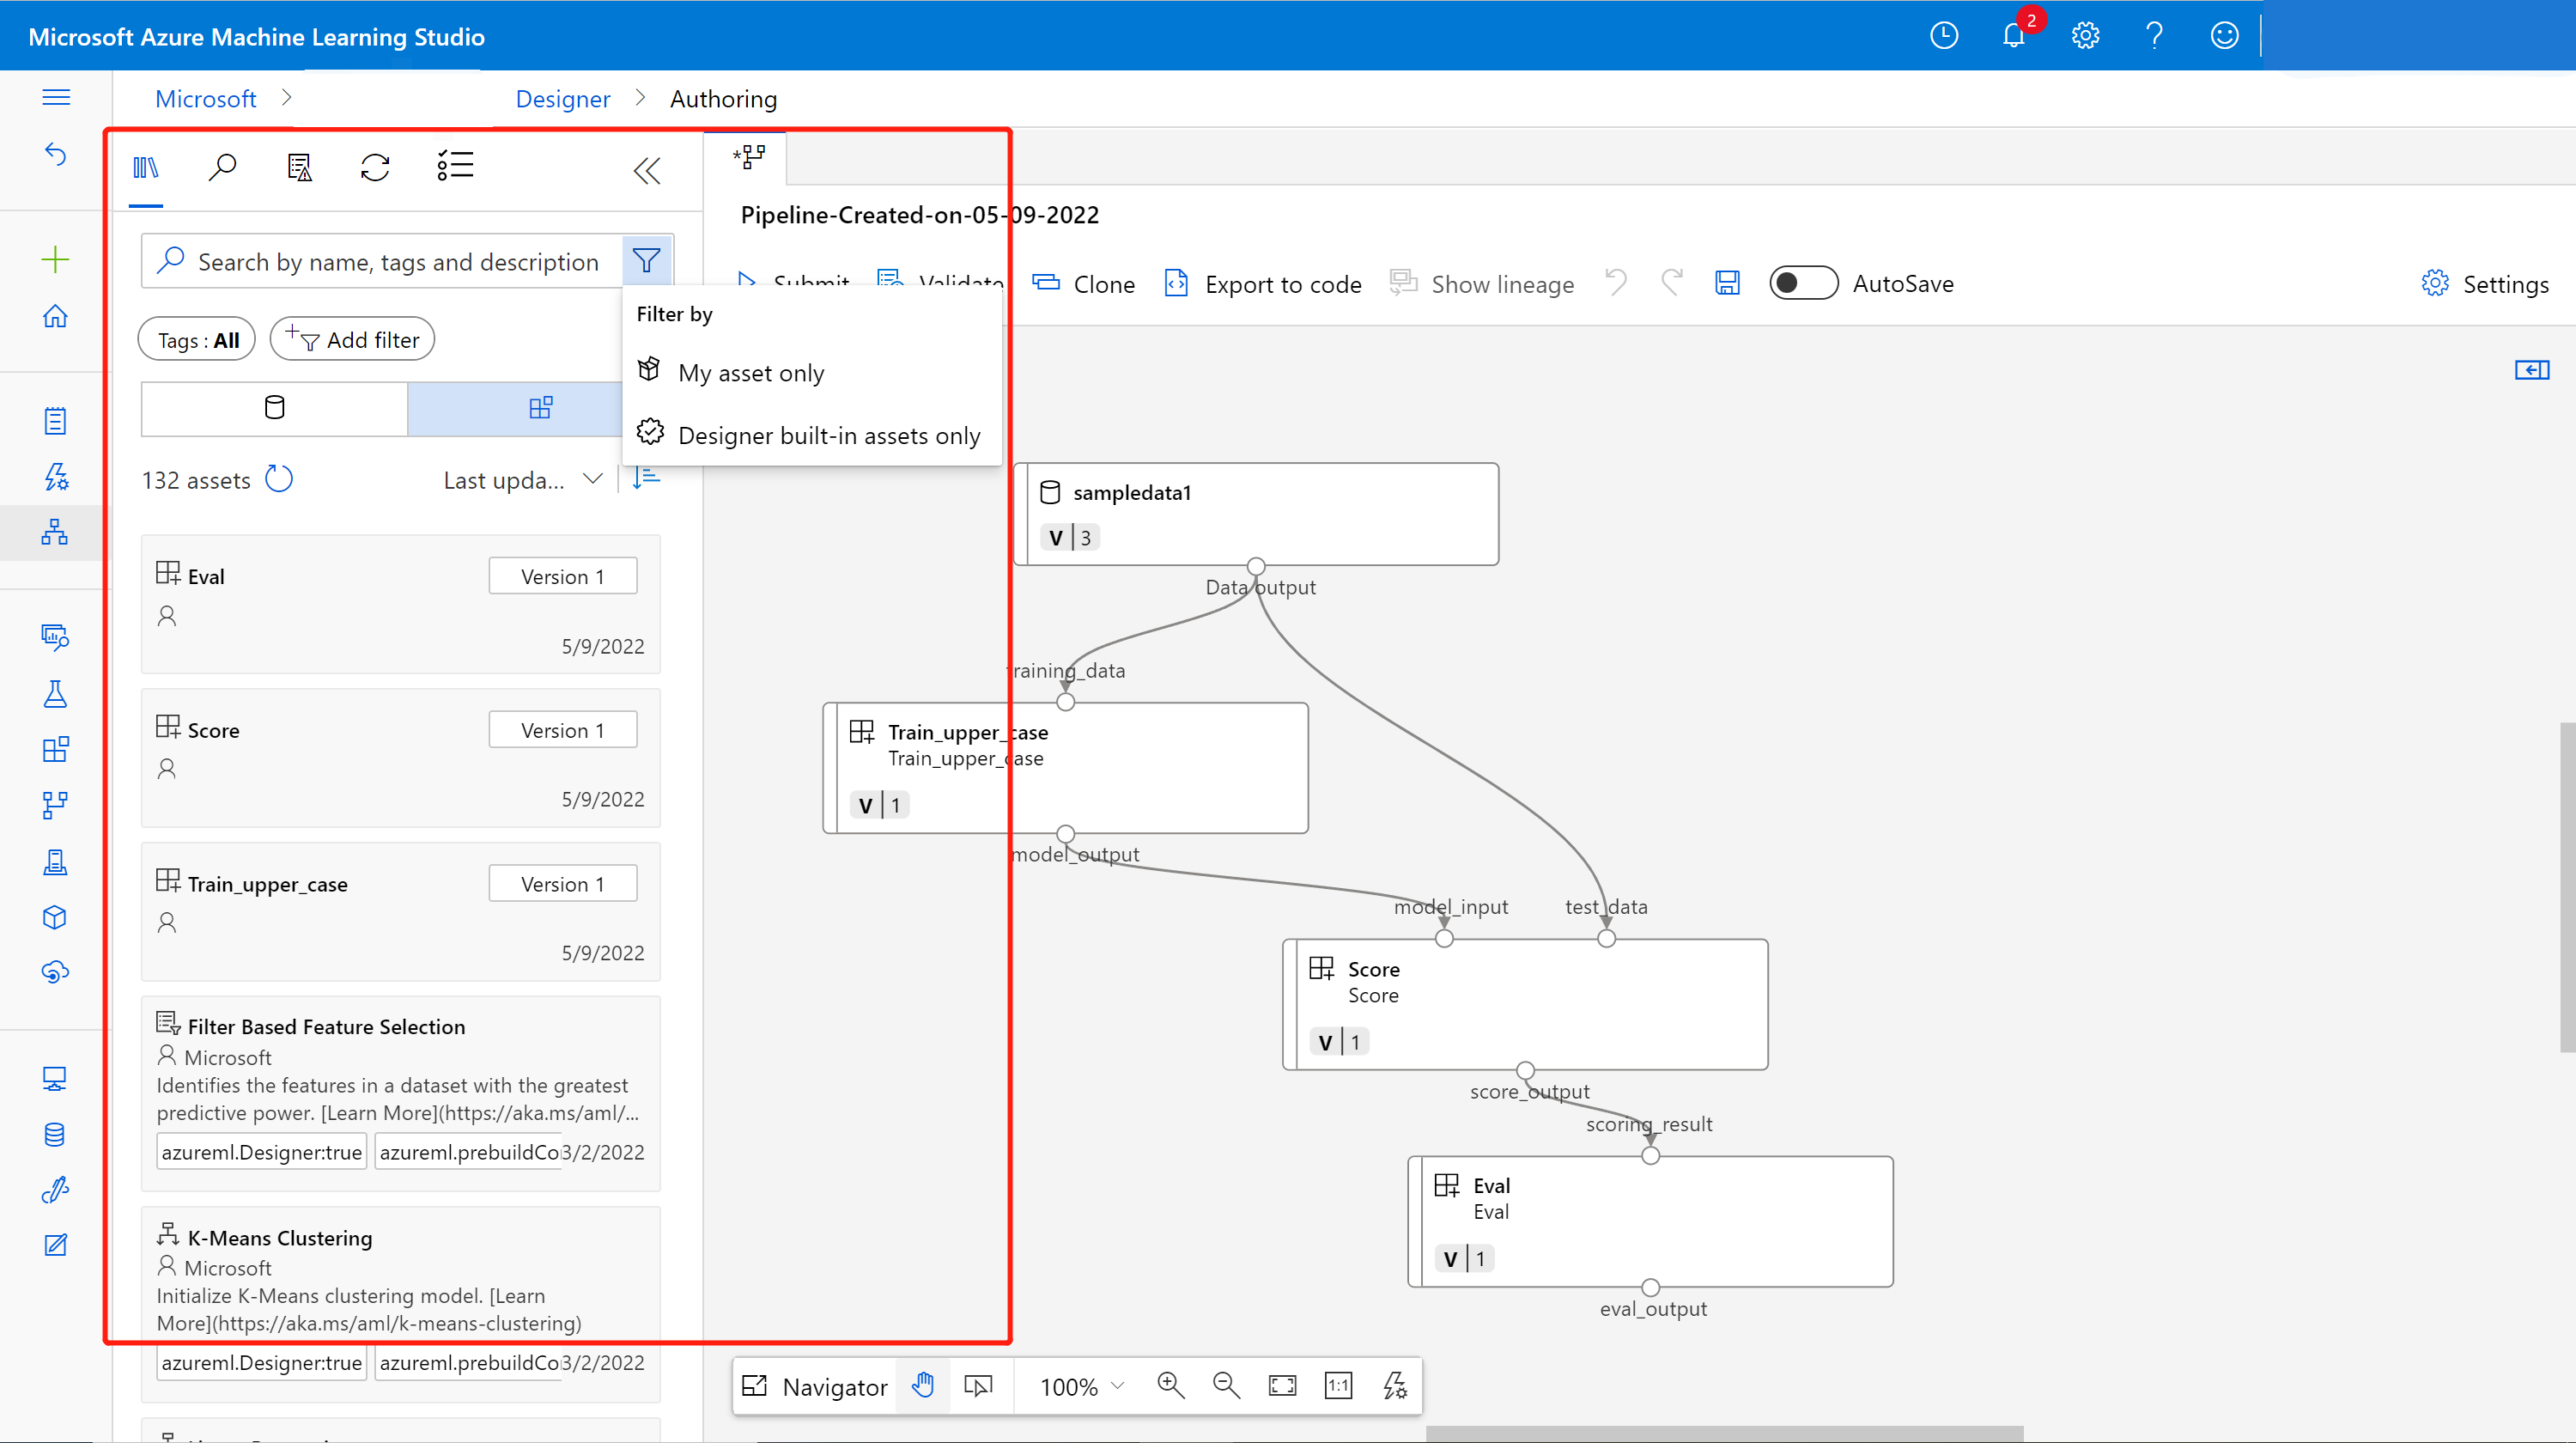 Microsoft Azure Machine Learning Studio
2
Microsoft > Designer > Authoring
Pipeline-Created-on-05-09-2022
Search by name, tags and description
Submit Validate Clone Export to code Show lineage AutoSave Settings
Filter by
My asset only
Designer built-in assets only
Tags : All Add filter
132 assets Last upda...
Eval Version 1
5/9/2022
Score Version 1
5/9/2022
Train_upper_case Version 1
5/9/2022
Filter Based Feature Selection
Microsoft
Identifies the features in a dataset with the greatest
predictive power. [Learn More](https://aka.ms/aml/...
azureml.Designer:true azureml.prebuildCo 3/2/2022
K-Means Clustering
Microsoft
Initialize K-Means clustering model. [Learn
More](https://aka.ms/aml/k-means-clustering)
azureml.Designer:true azureml.prebuildCo 3/2/2022
sampledata1
V 3
Data output
training_data
Train_upper_case
Train_upper_case
V 1
model_output
model_input test_data
Score
Score
V 1
score_output
scoring_result
Eval
Eval
V 1
eval_output
Navigator 100% 1:1